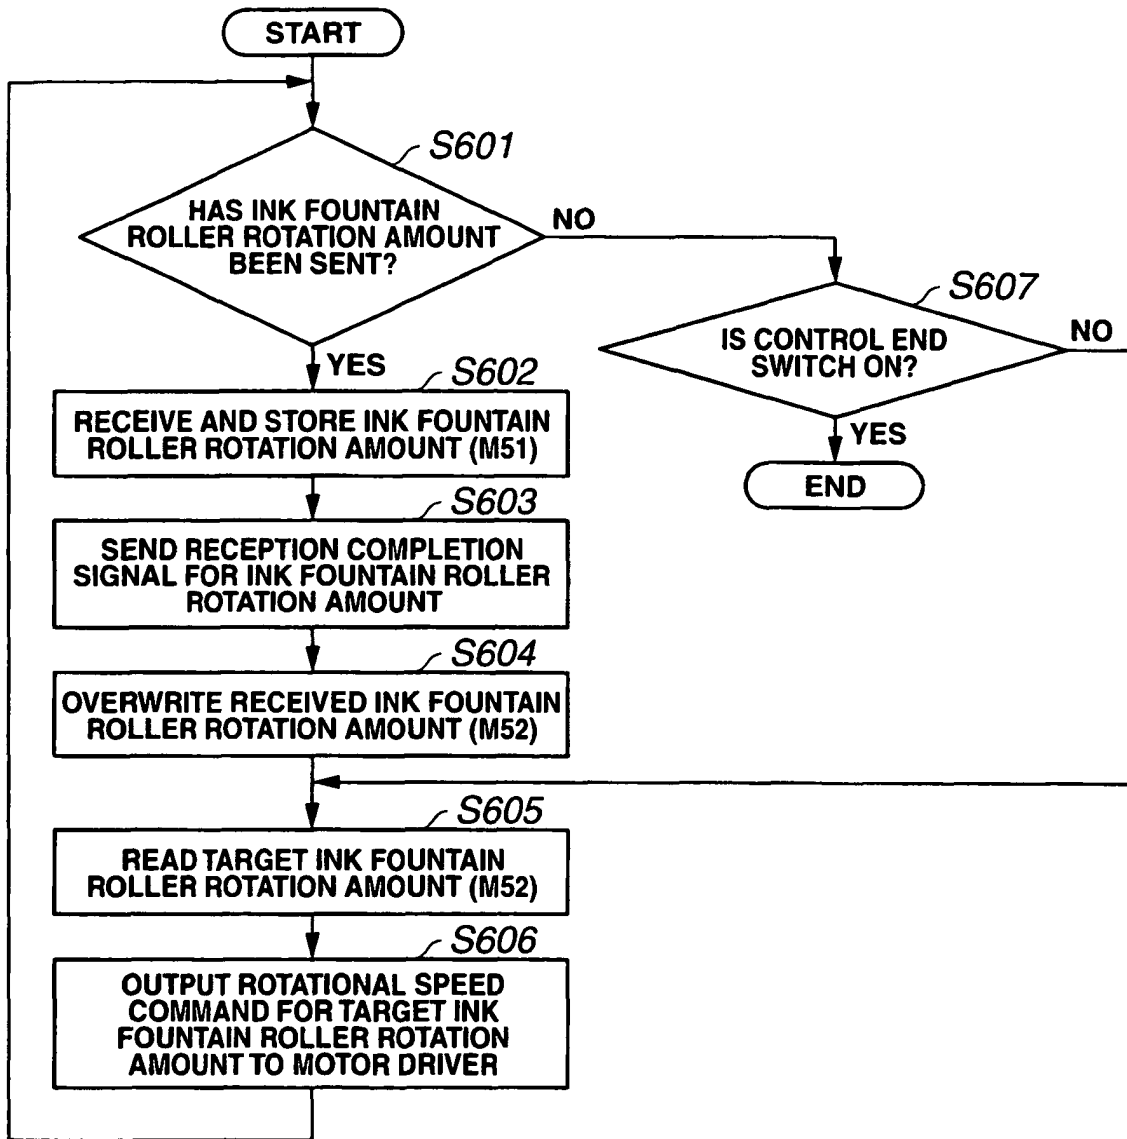 START
S601
HAS INK FOUNTAIN
ROLLER ROTATION AMOUNT
BEEN SENT?
NO
YES
S607
IS CONTROL END
SWITCH ON?
NO
YES
END
S602
RECEIVE AND STORE INK FOUNTAIN
ROLLER ROTATION AMOUNT (M51)
S603
SEND RECEPTION COMPLETION
SIGNAL FOR INK FOUNTAIN ROLLER
ROTATION AMOUNT
S604
OVERWRITE RECEIVED INK FOUNTAIN
ROLLER ROTATION AMOUNT (M52)
S605
READ TARGET INK FOUNTAIN
ROLLER ROTATION AMOUNT (M52)
S606
OUTPUT ROTATIONAL SPEED
COMMAND FOR TARGET INK
FOUNTAIN ROLLER ROTATION
AMOUNT TO MOTOR DRIVER